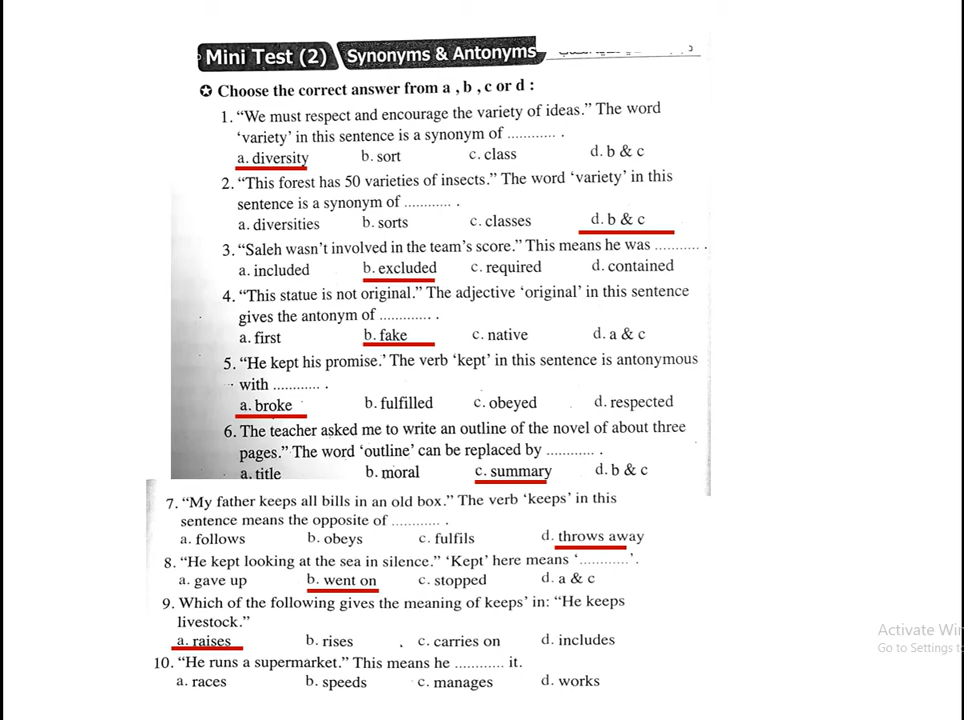 Mini Test (2) Synonyms & Antonyms
✪ Choose the correct answer from a , b , c or d :
1. “We must respect and encourage the variety of ideas.” The word
‘variety’ in this sentence is a synonym of ............ .
a. diversity b. sort c. class d. b & c
2. “This forest has 50 varieties of insects.” The word ‘variety’ in this
sentence is a synonym of ............ .
a. diversities b. sorts c. classes d. b & c
3. “Saleh wasn’t involved in the team’s score.” This means he was ............ .
a. included b. excluded c. required d. contained
4. “This statue is not original.” The adjective ‘original’ in this sentence
gives the antonym of ............. .
a. first b. fake c. native d. a & c
5. “He kept his promise.’ The verb ‘kept’ in this sentence is antonymous
with ............ .
a. broke b. fulfilled c. obeyed d. respected
6. The teacher asked me to write an outline of the novel of about three
pages.” The word ‘outline’ can be replaced by ............ .
a. title b. moral c. summary d. b & c
7. “My father keeps all bills in an old box.” The verb ‘keeps’ in this
sentence means the opposite of ............ .
a. follows b. obeys c. fulfils d. throws away
8. “He kept looking at the sea in silence.” ‘Kept’ here means ‘............’.
a. gave up b. went on c. stopped d. a & c
9. Which of the following gives the meaning of keeps’ in: “He keeps
livestock.”
a. raises b. rises c. carries on d. includes
10. “He runs a supermarket.” This means he ............ it.
a. races b. speeds c. manages d. works
Activate Win
Go to Settings t